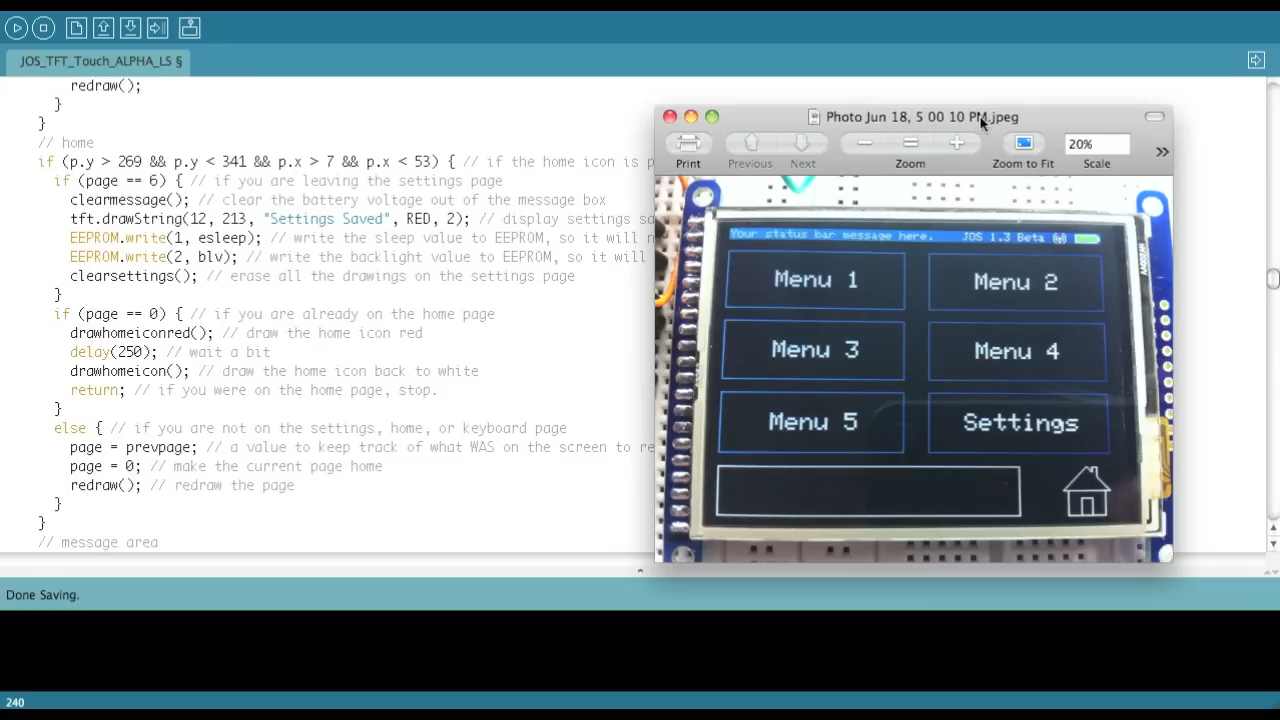 JOS_TFT_Touch_ALPHA_LS §
redraw();
}
}
// home
if (p.y > 269 && p.y < 341 && p.x > 7 && p.x < 53) { // if the home icon is p
if (page == 6) { // if you are leaving the settings page
clearmessage(); // clear the battery voltage out of the message box
tft.drawString(12, 213, "Settings Saved", RED, 2); // display settings sa
EEPROM.write(1, esleep); // write the sleep value to EEPROM, so it will n
EEPROM.write(2, blv); // write the backlight value to EEPROM, so it will
clearsettings(); // erase all the drawings on the settings page
}
if (page == 0) { // if you are already on the home page
drawhomeiconred(); // draw the home icon red
delay(250); // wait a bit
drawhomeicon(); // draw the home icon back to white
return; // if you were on the home page, stop.
}
else { // if you are not on the settings, home, or keyboard page
page = prevpage; // a value to keep track of what WAS on the screen to re
page = 0; // make the current page home
redraw(); // redraw the page
}
}
// message area
Photo Jun 18, 5 00 10 PM.jpeg
20%
Print Previous Next Zoom Zoom to Fit Scale
Your status bar message here. JOS 1.3 Beta
Menu 1 Menu 2
Menu 3 Menu 4
Menu 5 Settings
Done Saving.
240